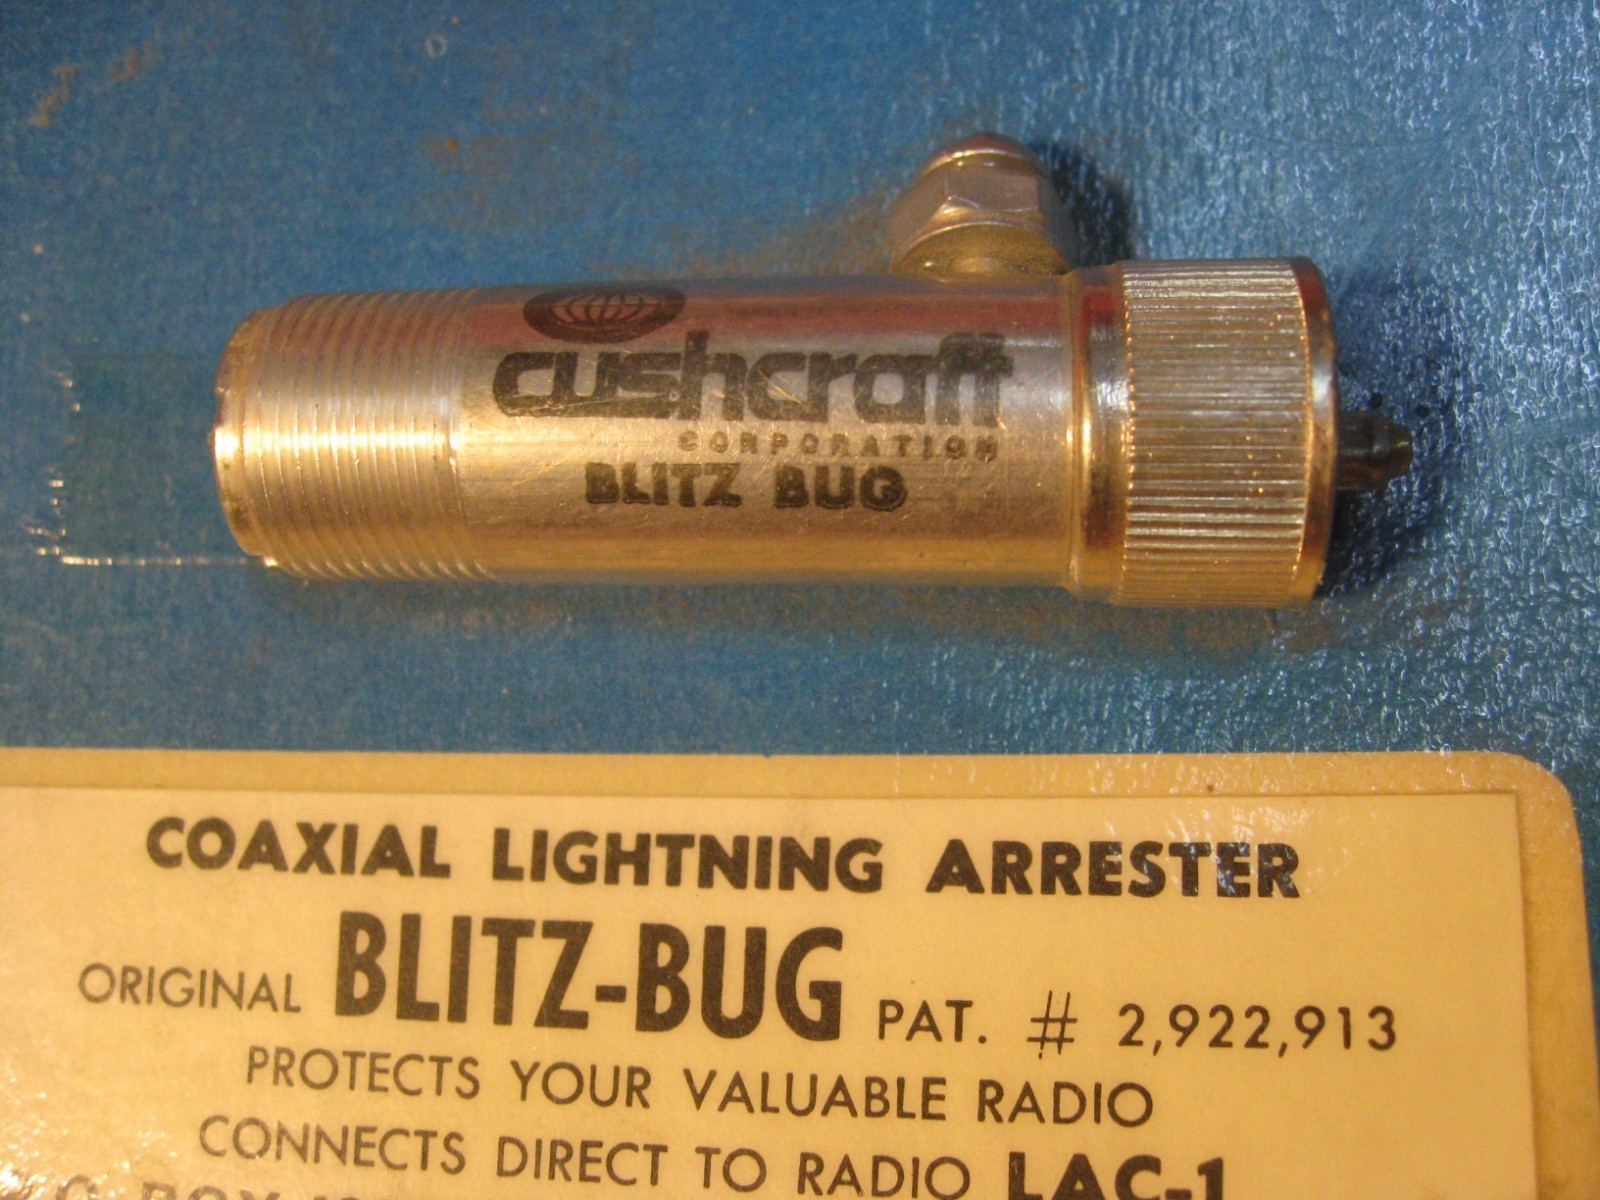 cushcraft
CORPORATION
BLITZ BUG
COAXIAL LIGHTNING ARRESTER
ORIGINAL BLITZ-BUG PAT. # 2,922,913
PROTECTS YOUR VALUABLE RADIO
CONNECTS DIRECT TO RADIO LAC-1
BOX